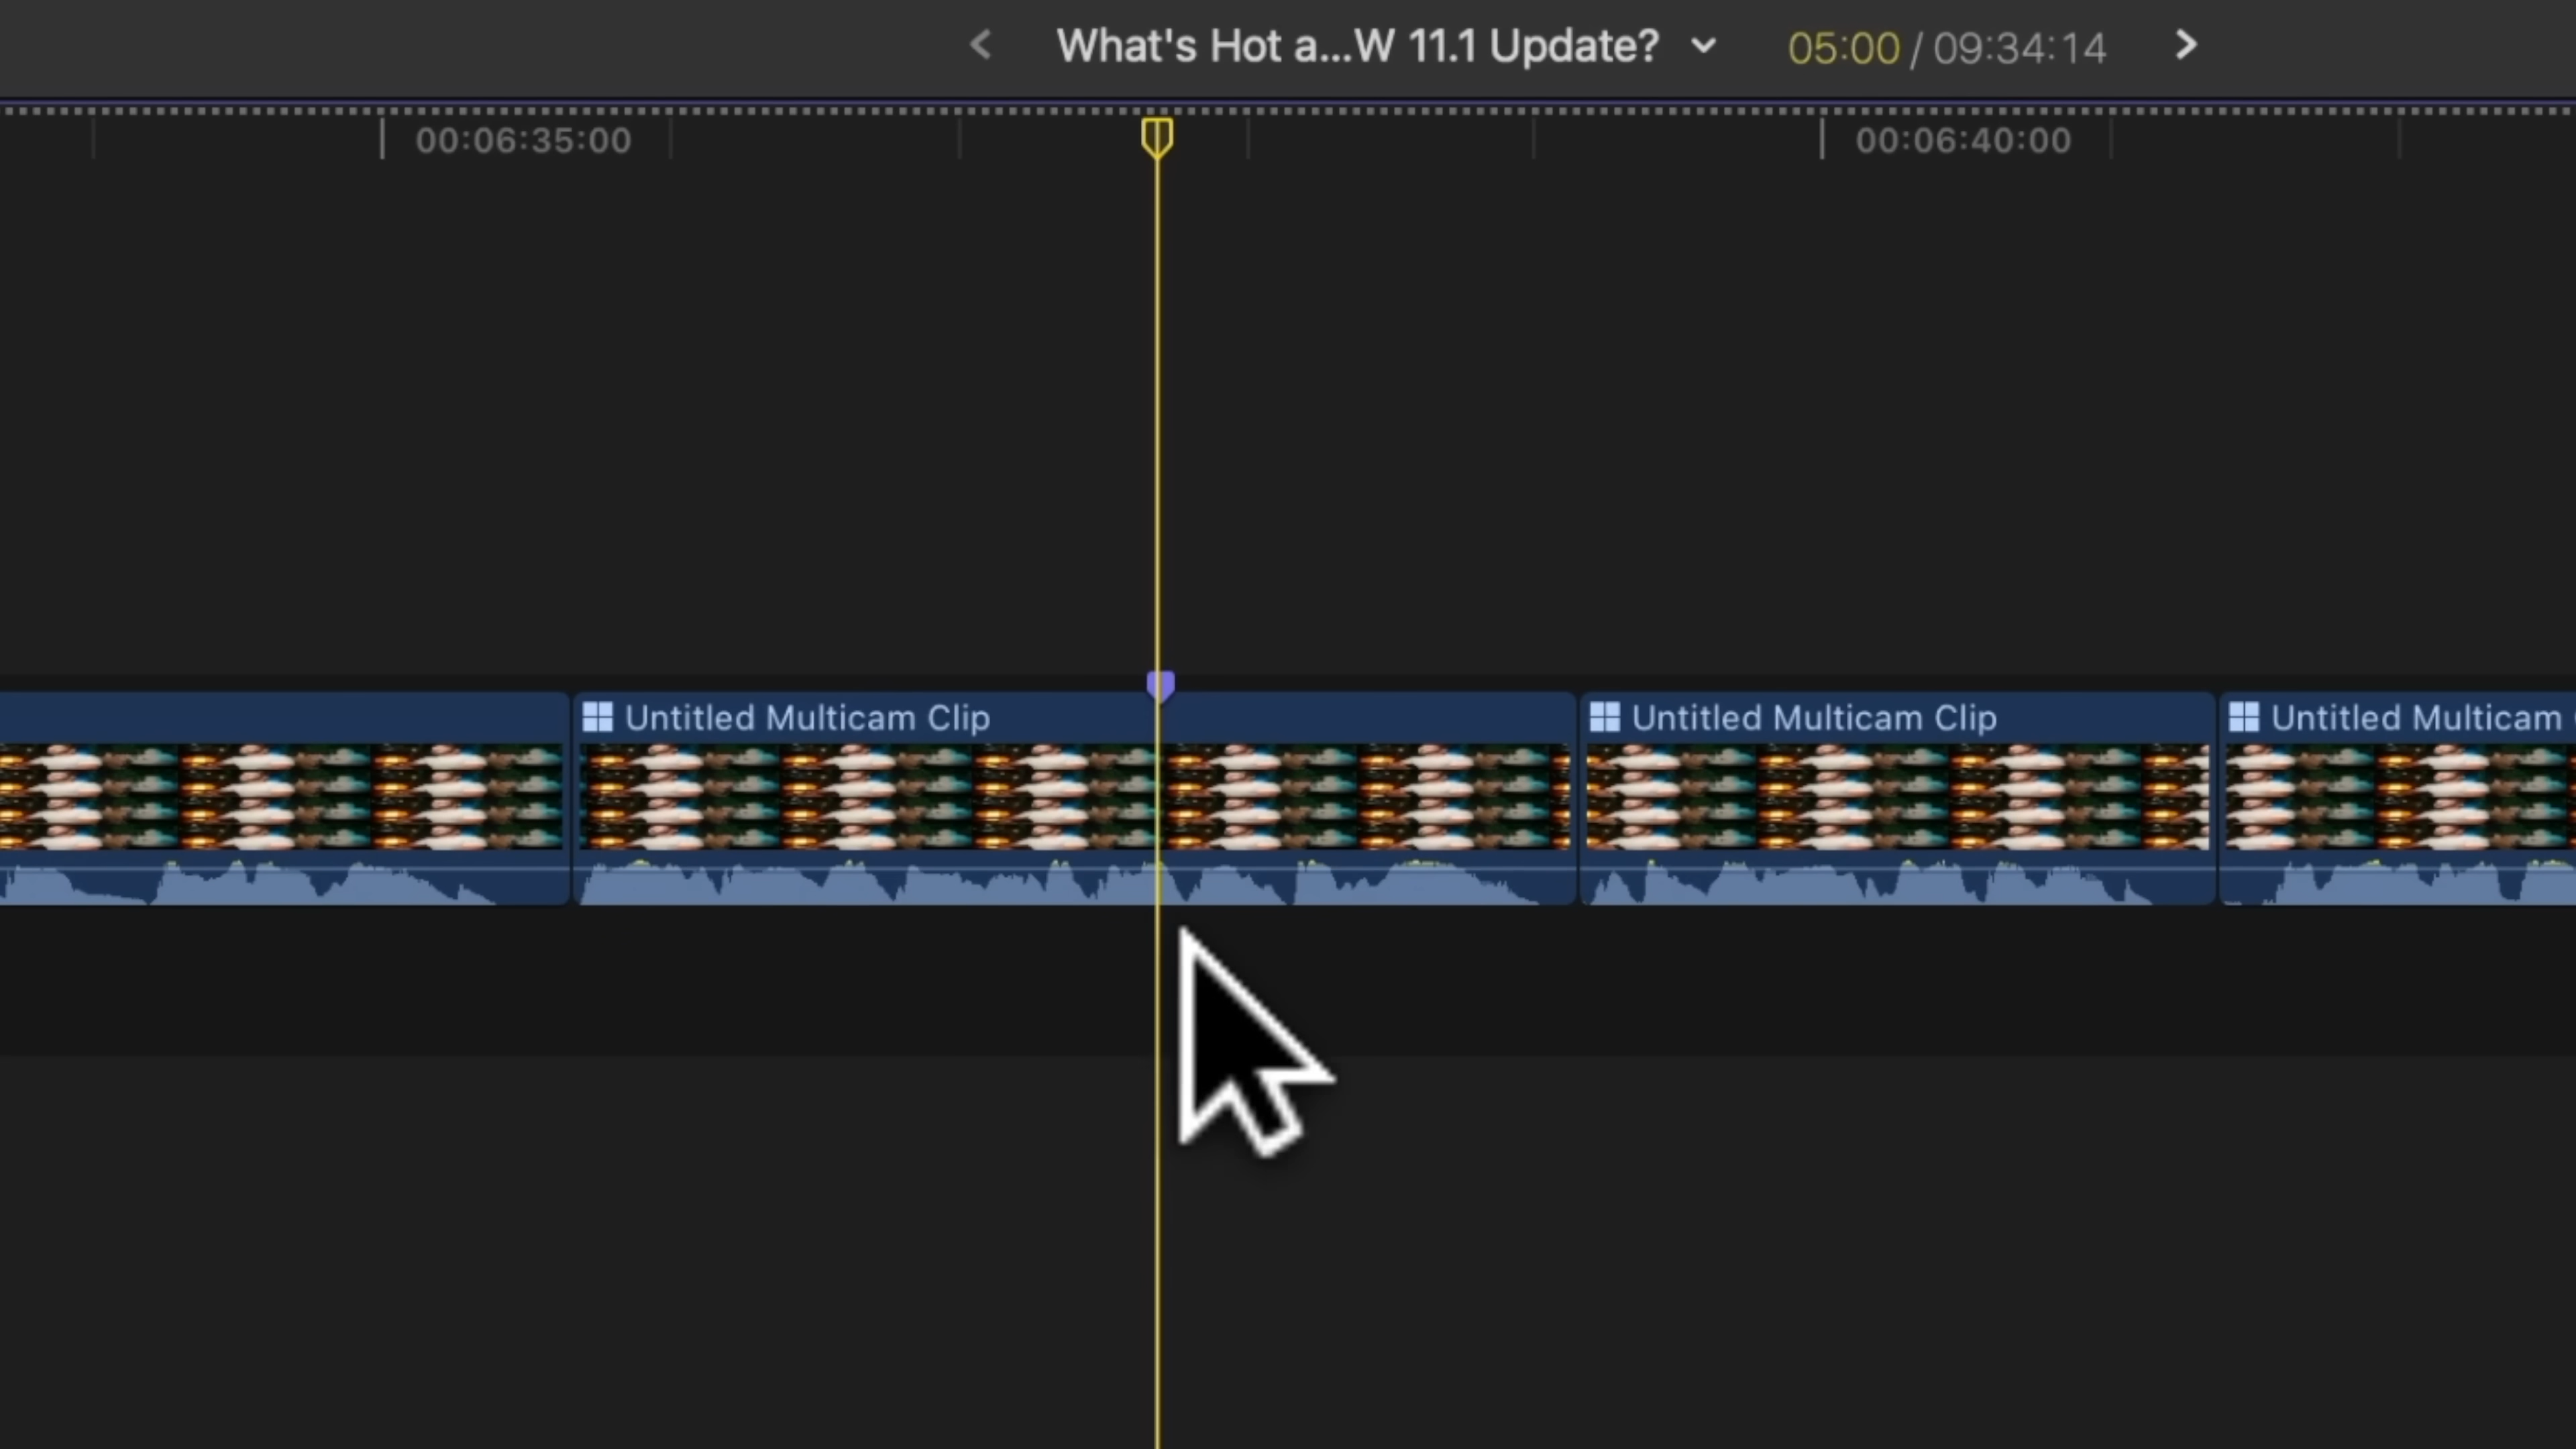 What's Hot a...W 11.1 Update? 05:00 / 09:34:14
00:06:35:00 00:06:40:00
Untitled Multicam Clip Untitled Multicam Clip Untitled Multicam